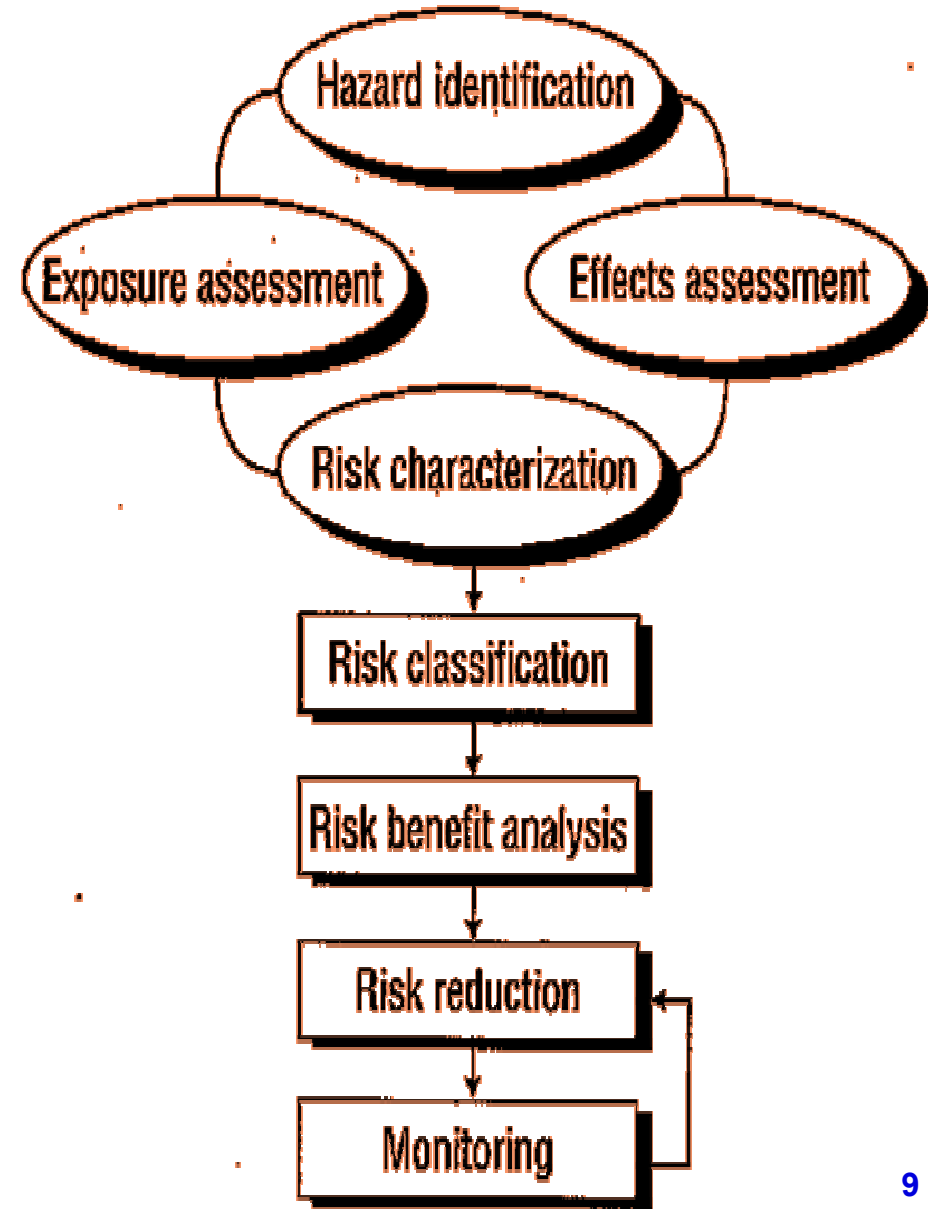 Hazard identification
Exposure assessment
Effects assessment
Risk characterization
Risk classification
Risk benefit analysis
Risk reduction
Monitoring
9